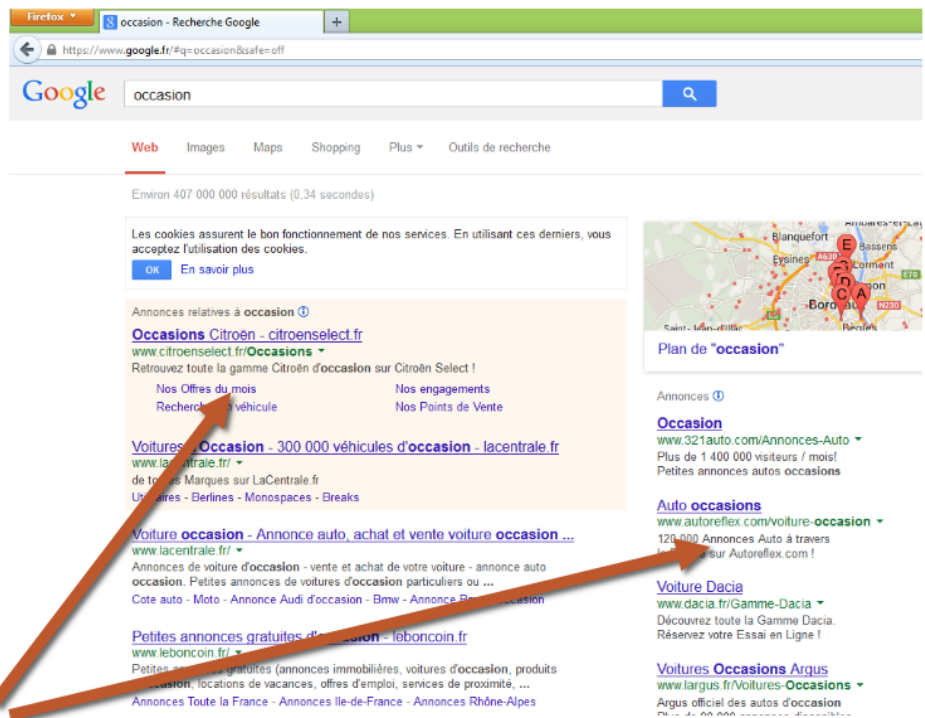 Firefox
occasion - Recherche Google
https://www.google.fr/#q=occasion&safe=off
Google
occasion
Web Images Maps Shopping Plus Outils de recherche
Environ 407 000 000 résultats (0,34 secondes)
Les cookies assurent le bon fonctionnement de nos services. En utilisant ces derniers, vous
acceptez l'utilisation des cookies.
OK En savoir plus
Annonces relatives à occasion
Occasions Citroën - citroenselect.fr
www.citroenselect.fr/Occasions
Retrouvez toute la gamme Citroën d'occasion sur Citroën Select !
Nos Offres du mois Nos engagements
véhicule Nos Points de Vente
Voitures Occasion - 300 000 véhicules d'occasion - lacentrale.fr
Marques sur LaCentrale.fr
- Berlines - Monospaces - Breaks
Voiture occasion - Annonce auto, achat et vente voiture occasion ...
www.lacentrale.fr/
Annonces de voiture d'occasion - vente et achat de votre voiture - annonce auto
occasion. Petites annonces de voitures d'occasion particuliers ou ...
Cote auto - Moto - Annonce Audi d'occasion - Bmw - Annonce
Petites annonces gratuites - leboncoin.fr
www.leboncoin.fr/
Petites gratuites (annonces immobilières, voitures d'occasion, produits
locations de vacances, offres d'emploi, services de proximité, ...
Annonces Toute la France - Annonces Ile-de-France - Annonces Rhône-Alpes
Blanquefort
E
Bassens
Eysines
A630
Lormont
E70
D
C
A
N230
Plan de "occasion"
Annonces
Occasion
www.321auto.com/Annonces-Auto
Plus de 1 400 000 visiteurs / mois!
Petites annonces autos occasions
Auto occasions
www.autoreflex.com/voiture-occasion
120 000 Annonces Auto à travers
sur Autoreflex.com !
Voiture Dacia
www.dacia.fr/Gamme-Dacia
Découvrez toute la Gamme Dacia.
Réservez votre Essai en Ligne !
Voitures Occasions Argus
www.largus.fr/Voitures-Occasions
Argus officiel des autos d'occasion